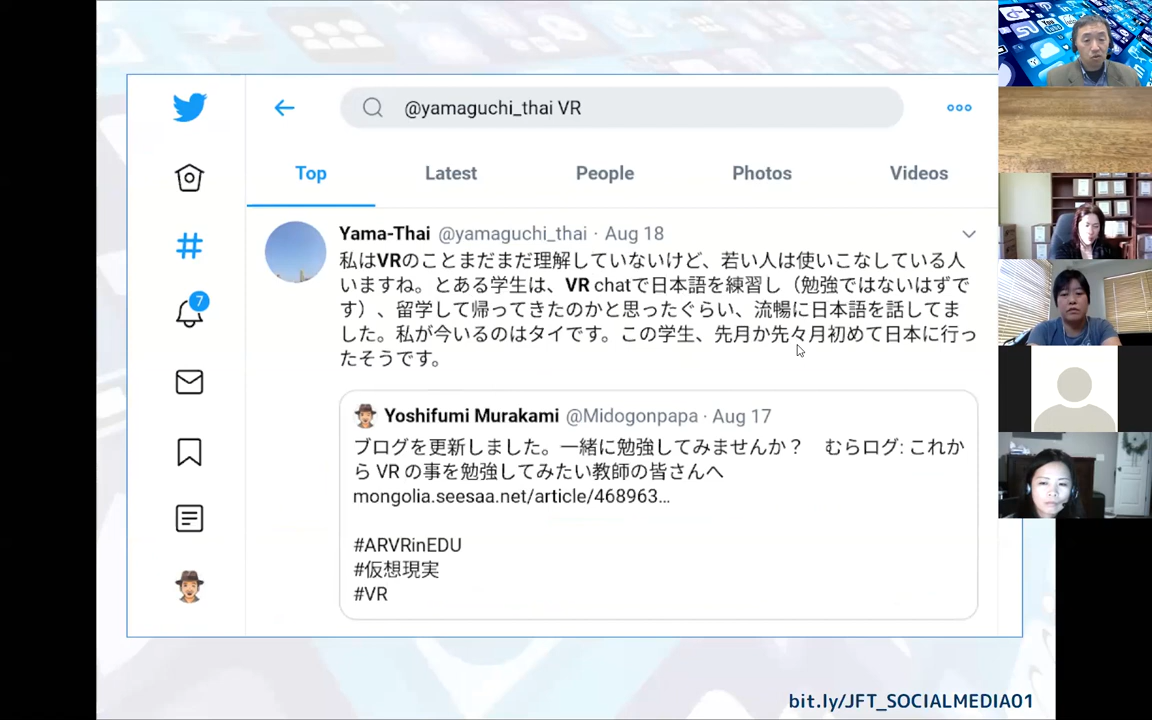 @yamaguchi_thai VR
Top
Latest
People
Photos
Videos
7
Yama-Thai @yamaguchi_thai · Aug 18
私はVRのことまだまだ理解していないけど、若い人は使いこなしている人
いますね。とある学生は、VR chatで日本語を練習し（勉強ではないはずで
す）、留学して帰ってきたのかと思ったぐらい、流暢に日本語を話してま
した。私が今いるのはタイです。この学生、先月か先々月初めて日本に行っ
たそうです。
Yoshifumi Murakami @Midogonpapa · Aug 17
ブログを更新しました。一緒に勉強してみませんか？　むらログ: これか
ら VR の事を勉強してみたい教師の皆さんへ
mongolia.seesaa.net/article/468963...
#ARVRinEDU
#仮想現実
#VR
bit.ly/JFT_SOCIALMEDIA01